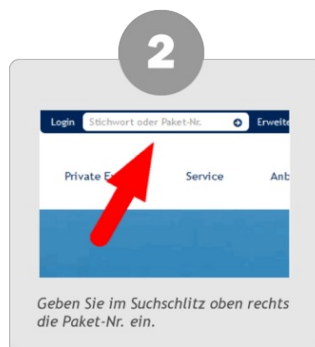 2
Login Stichwort oder Paket-Nr. Erweite
Private Service Anb
Geben Sie im Suchschlitz oben rechts
die Paket-Nr. ein.